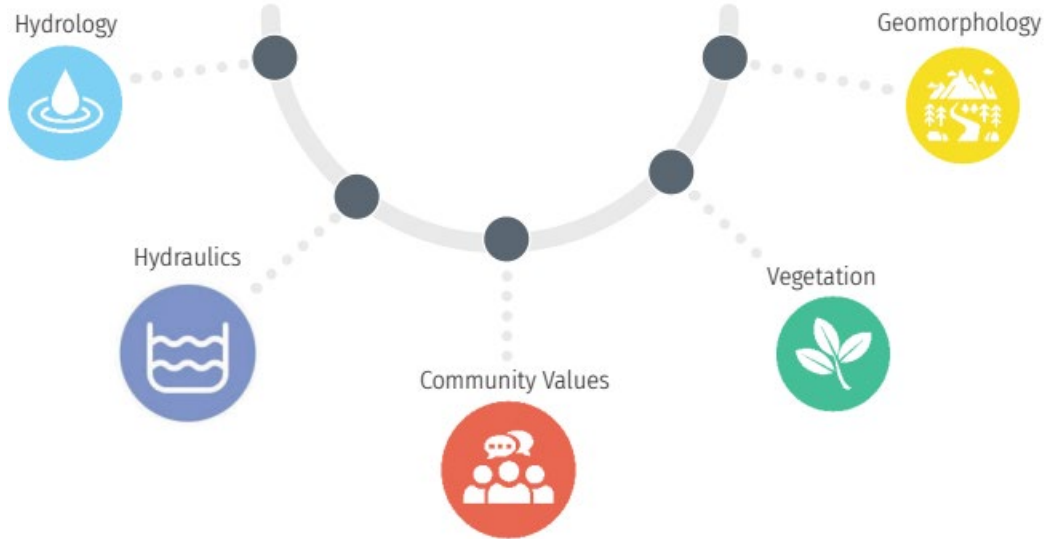 Hydrology
Geomorphology
Hydraulics
Vegetation
Community Values